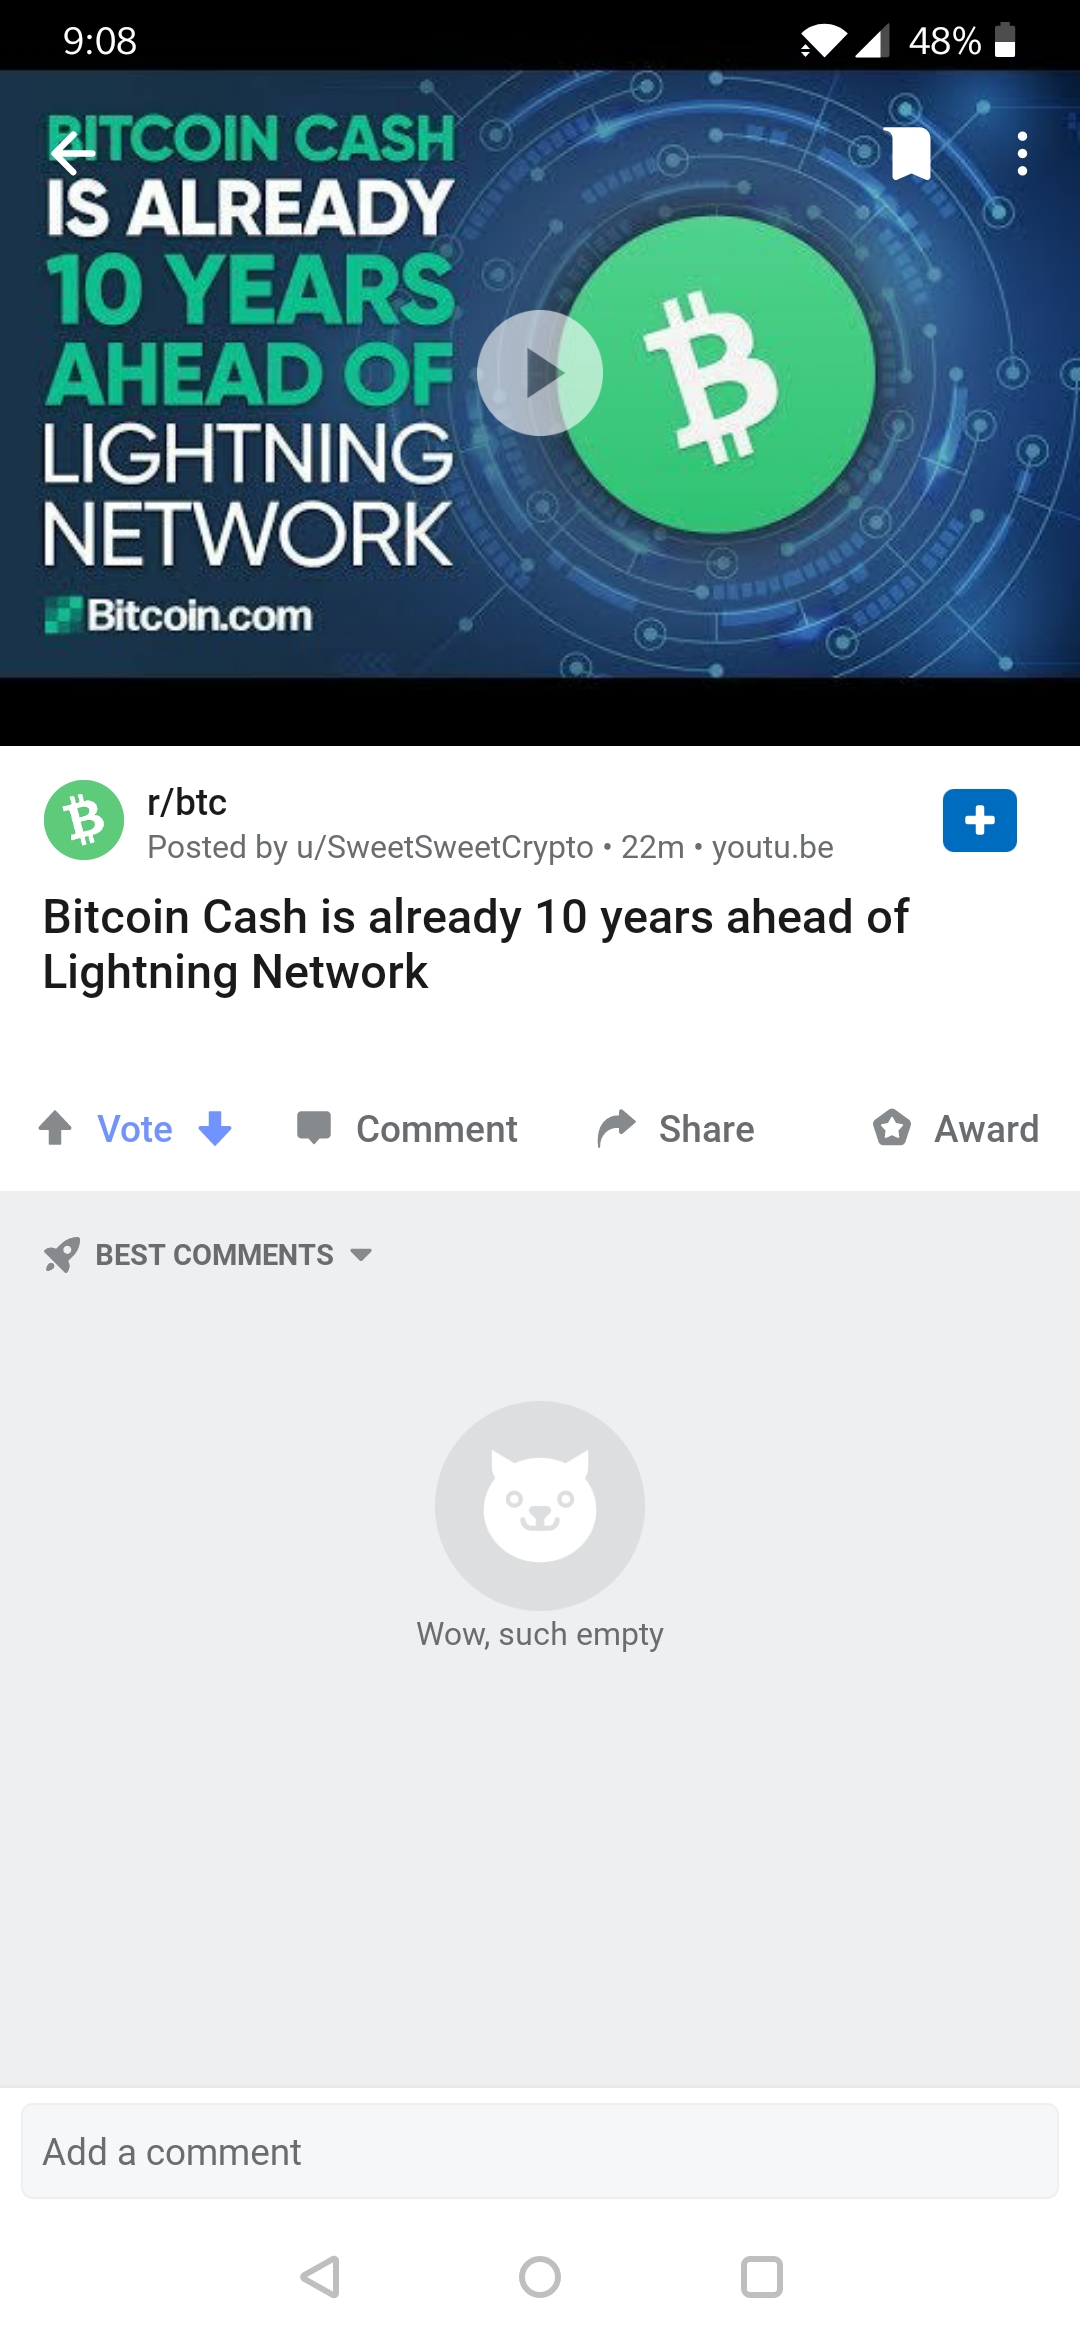 9:08
48%
BITCOIN CASH
IS ALREADY
10 YEARS
AHEAD OF
LIGHTNING
NETWORK
Bitcoin.com
r/btc
Posted by u/SweetSweetCrypto • 22m • youtu.be
Bitcoin Cash is already 10 years ahead of
Lightning Network
Vote Comment Share Award
BEST COMMENTS
Wow, such empty
Add a comment